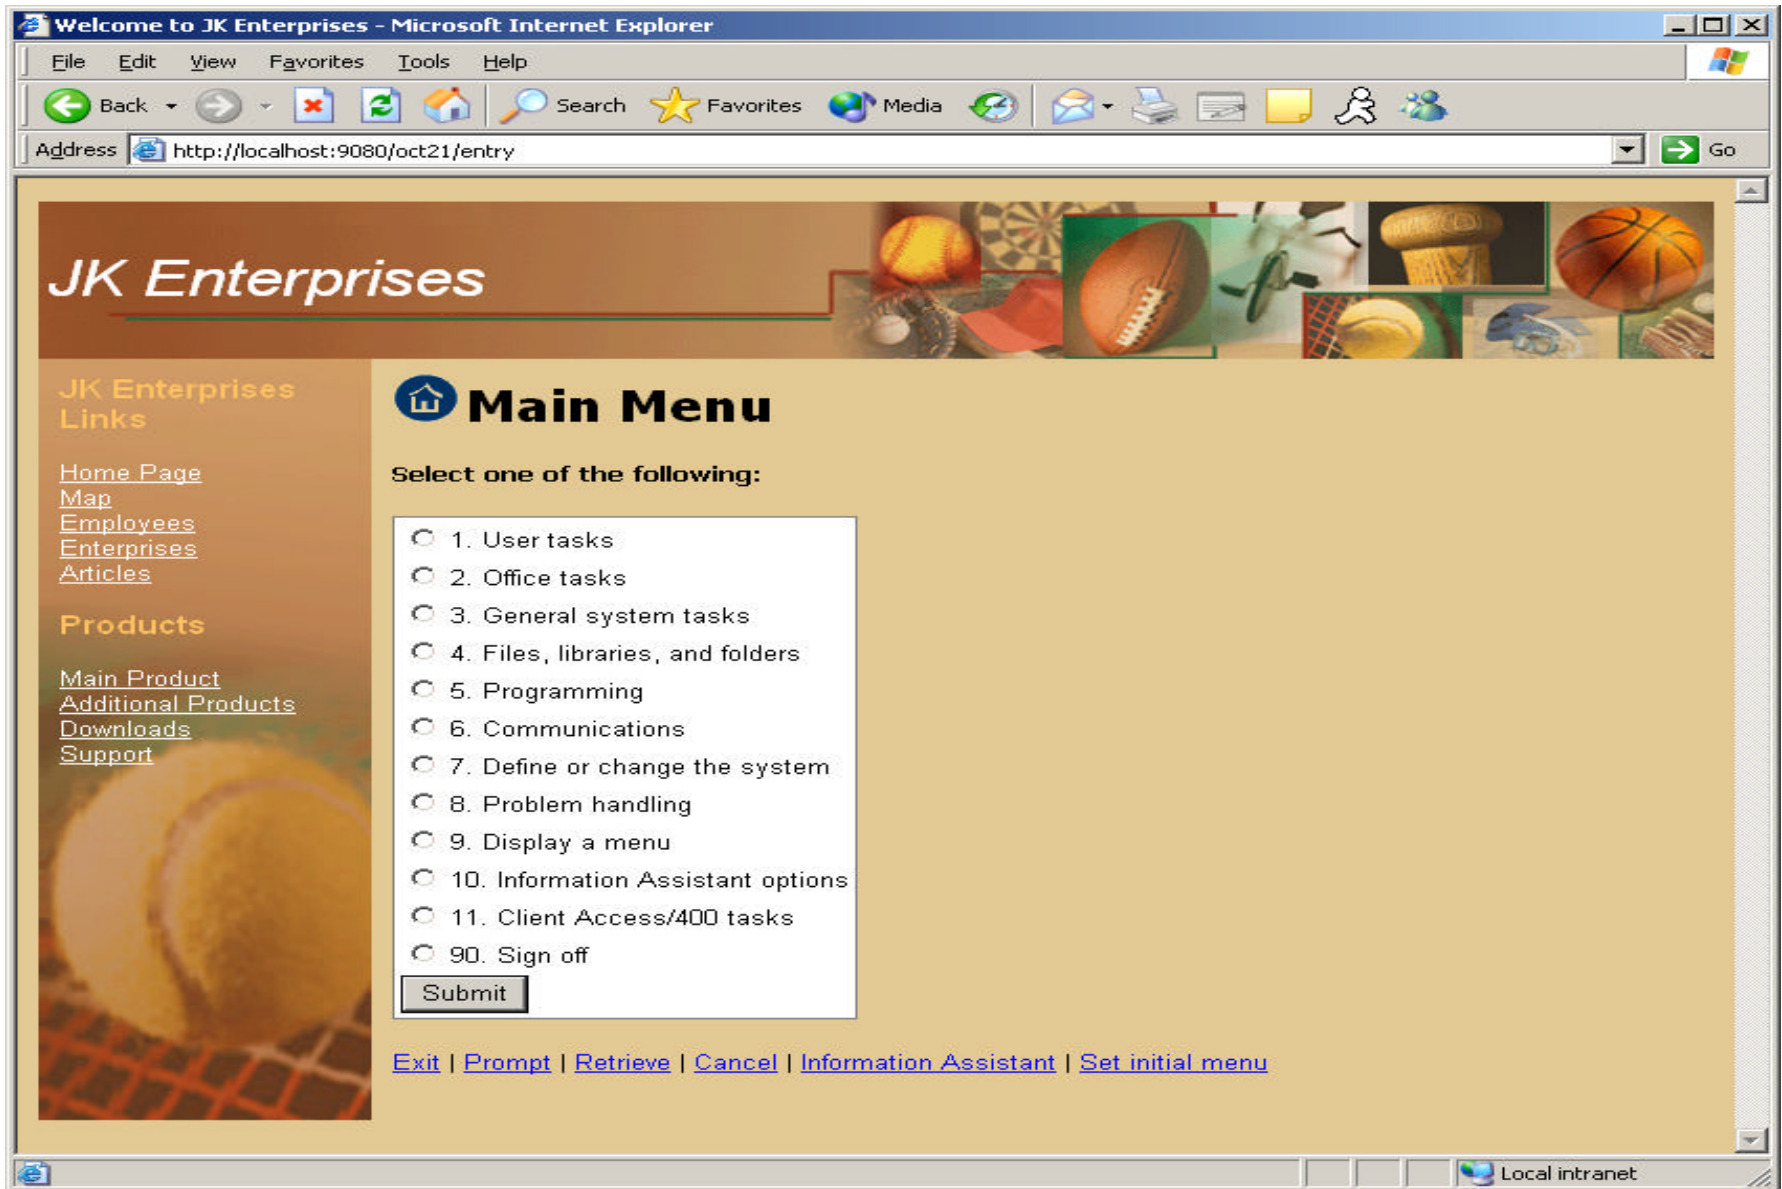 Welcome to JK Enterprises - Microsoft Internet Explorer
File Edit View Favorites Tools Help
Back Search Favorites Media
Address http://localhost:9080/oct21/entry Go
JK Enterprises
JK Enterprises
Links
Home Page
Map
Employees
Enterprises
Articles
Products
Main Product
Additional Products
Downloads
Support
Main Menu
Select one of the following:
1. User tasks
2. Office tasks
3. General system tasks
4. Files, libraries, and folders
5. Programming
6. Communications
7. Define or change the system
8. Problem handling
9. Display a menu
10. Information Assistant options
11. Client Access/400 tasks
90. Sign off
Submit
Exit | Prompt | Retrieve | Cancel | Information Assistant | Set initial menu
Local intranet